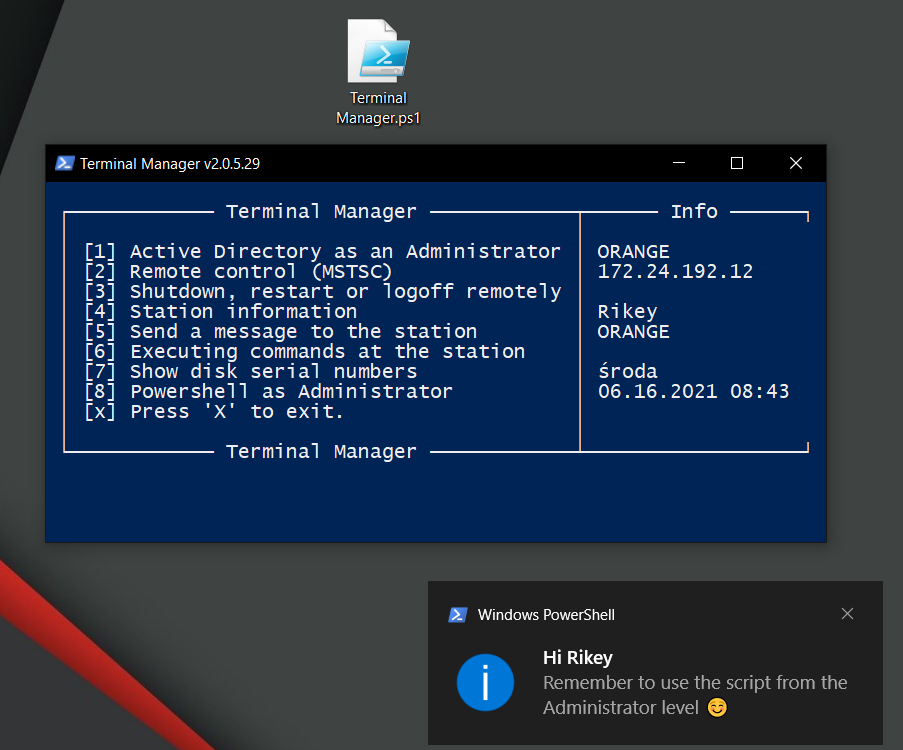 Terminal
Manager.ps1
Terminal Manager v2.0.5.29
Terminal Manager
Info
[1] Active Directory as an Administrator
ORANGE
[2] Remote control (MSTSC)
172.24.192.12
[3] Shutdown, restart or logoff remotely
[4] Station information
Rikey
[5] Send a message to the station
ORANGE
[6] Executing commands at the station
[7] Show disk serial numbers
środa
[8] Powershell as Administrator
06.16.2021 08:43
[x] Press 'X' to exit.
Terminal Manager
Windows PowerShell
Hi Rikey
Remember to use the script from the
Administrator level 😊